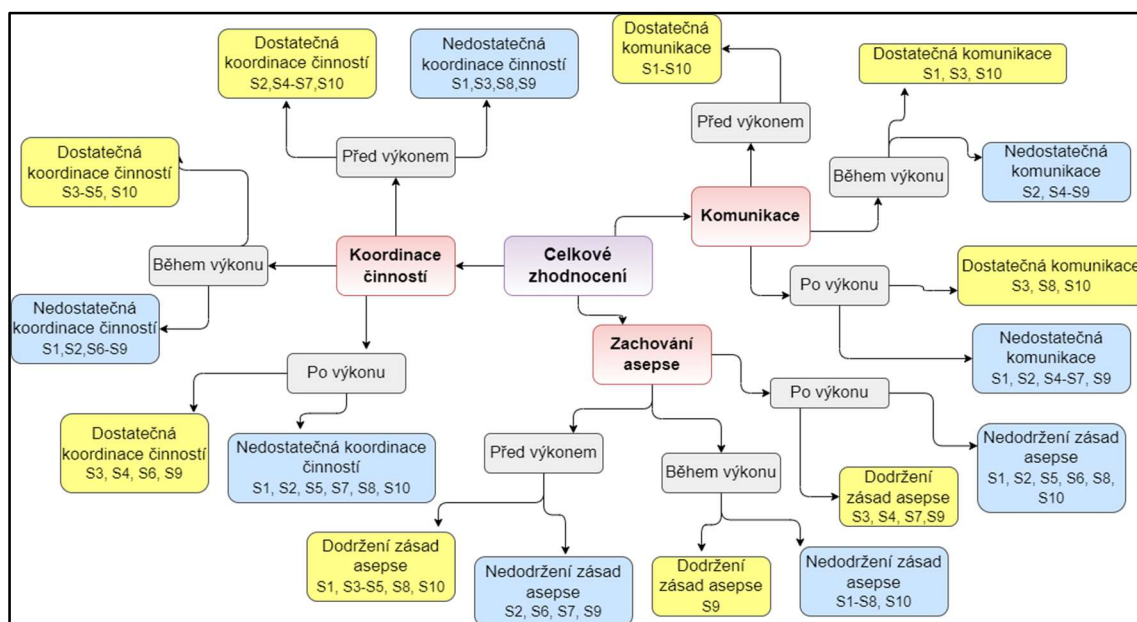 Dostatečná
koordinace činností
S2,S4-S7,S10
Nedostatečná
koordinace činností
S1,S3,S8,S9
Před výkonem
Dostatečná
koordinace činností
S3-S5, S10
Během výkonu
Nedostatečná
koordinace činností
S1,S2,S6-S9
Koordinace
činností
Po výkonu
Dostatečná
koordinace činností
S3, S4, S6, S9
Nedostatečná koordinace
činností
S1, S2, S5, S7, S8, S10
Celkové
zhodnocení
Dostatečná
komunikace
S1-S10
Před výkonem
Dostatečná komunikace
S1, S3, S10
Během výkonu
Nedostatečná
komunikace
S2, S4-S9
Komunikace
Po výkonu
Dostatečná komunikace
S3, S8, S10
Nedostatečná
komunikace
S1, S2, S4-S7, S9
Zachování
asepse
Před výkonem
Dodržení zásad
asepse
S1, S3-S5, S8, S10
Nedodržení zásad
asepse
S2, S6, S7, S9
Během výkonu
Dodržení
zásad asepse
S9
Nedodržení zásad
asepse
S1-S8, S10
Po výkonu
Dodržení
zásad asepse
S3, S4, S7,S9
Nedodržení zásad
asepse
S1, S2, S5, S6, S8,
S10